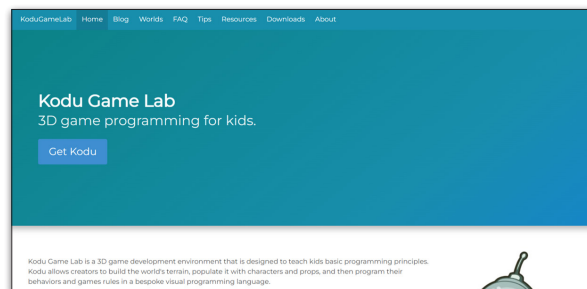 KoduGameLab Home Blog Worlds FAQ Tips Resources Downloads About
Kodu Game Lab
3D game programming for kids.
Get Kodu
Kodu Game Lab is a 3D game development environment that is designed to teach kids basic programming principles.
Kodu allows creators to build the world's terrain, populate it with characters and props, and then program their
behaviors and games rules in a bespoke visual programming language.